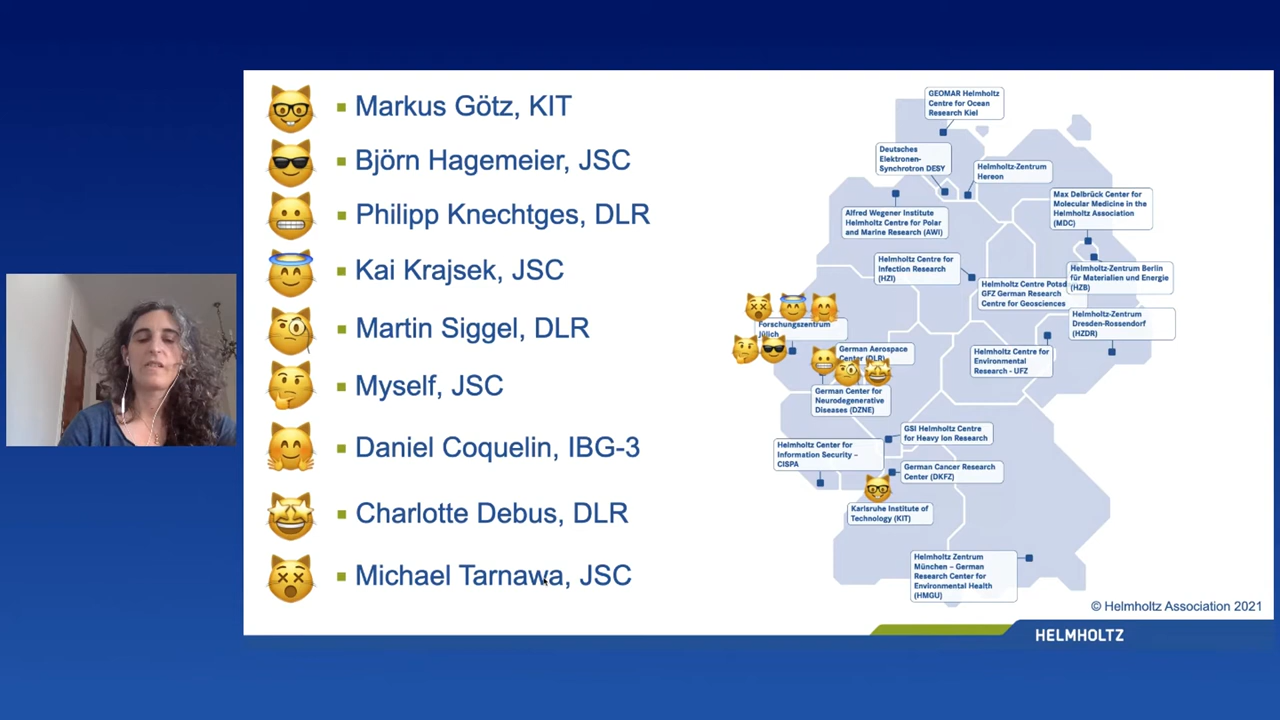 Markus Götz, KIT
Björn Hagemeier, JSC
Philipp Knechtges, DLR
Kai Krajsek, JSC
Martin Siggel, DLR
Myself, JSC
Daniel Coquelin, IBG-3
Charlotte Debus, DLR
Michael Tarnawa, JSC
GEOMAR Helmholtz
Centre for Ocean
Research Kiel
Deutsches
Elektronen-
Synchrotron DESY
Helmholtz-Zentrum
Hereon
Max Delbrück Center for
Molecular Medicine in the
Helmholtz Association
(MDC)
Alfred Wegener Institute
Helmholtz Centre for Polar
and Marine Research (AWI)
Helmholtz Centre for
Infection Research
(HZI)
Helmholtz-Zentrum Berlin
für Materialien und Energie
(HZB)
Helmholtz Centre Potsd
GFZ German Research
Centre for Geosciences
Helmholtz-Zentrum
Dresden-Rossendorf
(HZDR)
Forschungszentrum
Jülich
German Aerospace
Center (DLR)
Helmholtz Centre for
Environmental
Research - UFZ
German Center for
Neurodegenerative
Diseases (DZNE)
GSI Helmholtz Centre
for Heavy Ion Research
Helmholtz Center for
Information Security –
CISPA
German Cancer Research
Center (DKFZ)
Karlsruhe Institute of
Technology (KIT)
Helmholtz Zentrum
München – German
Research Center for
Environmental Health
(HMGU)
© Helmholtz Association 2021
HELMHOLTZ